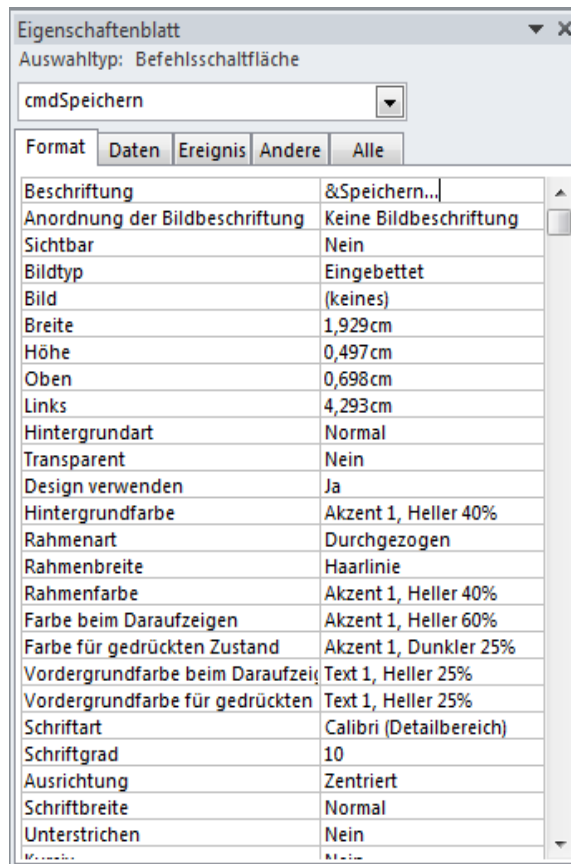 Eigenschaftenblatt
Auswahltyp: Befehlsschaltfläche
cmdSpeichern
Format Daten Ereignis Andere Alle
Beschriftung &Speichern...
Anordnung der Bildbeschriftung Keine Bildbeschriftung
Sichtbar Nein
Bildtyp Eingebettet
Bild (keines)
Breite 1,929cm
Höhe 0,497cm
Oben 0,698cm
Links 4,293cm
Hintergrundart Normal
Transparent Nein
Design verwenden Ja
Hintergrundfarbe Akzent 1, Heller 40%
Rahmenart Durchgezogen
Rahmenbreite Haarlinie
Rahmenfarbe Akzent 1, Heller 40%
Farbe beim Daraufzeigen Akzent 1, Heller 60%
Farbe für gedrückten Zustand Akzent 1, Dunkler 25%
Vordergrundfarbe beim Daraufzeig Text 1, Heller 25%
Vordergrundfarbe für gedrückten Text 1, Heller 25%
Schriftart Calibri (Detailbereich)
Schriftgrad 10
Ausrichtung Zentriert
Schriftbreite Normal
Unterstrichen Nein